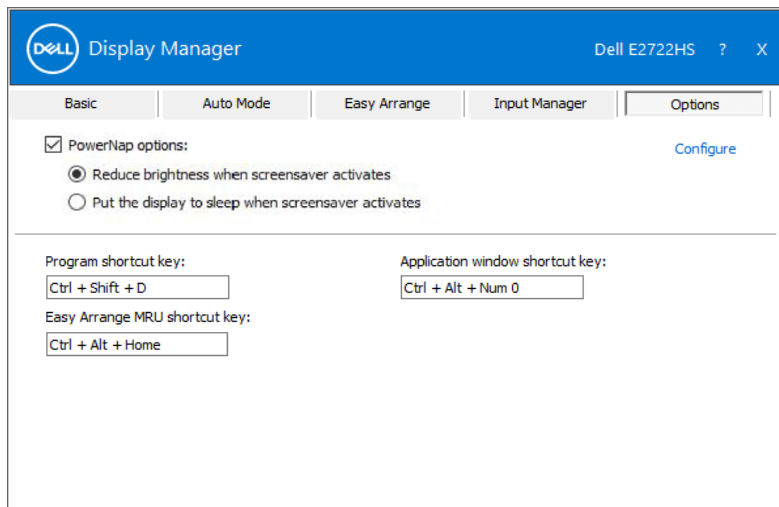 DELL Display Manager Dell E2722HS ? X
Basic Auto Mode Easy Arrange Input Manager Options
PowerNap options: Configure
Reduce brightness when screensaver activates
Put the display to sleep when screensaver activates
Program shortcut key: Application window shortcut key:
Ctrl + Shift + D Ctrl + Alt + Num 0
Easy Arrange MRU shortcut key:
Ctrl + Alt + Home